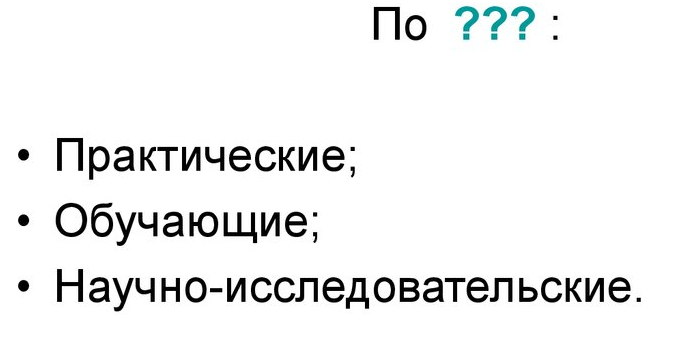 По ??? :
• Практические;
• Обучающие;
• Научно-исследовательские.